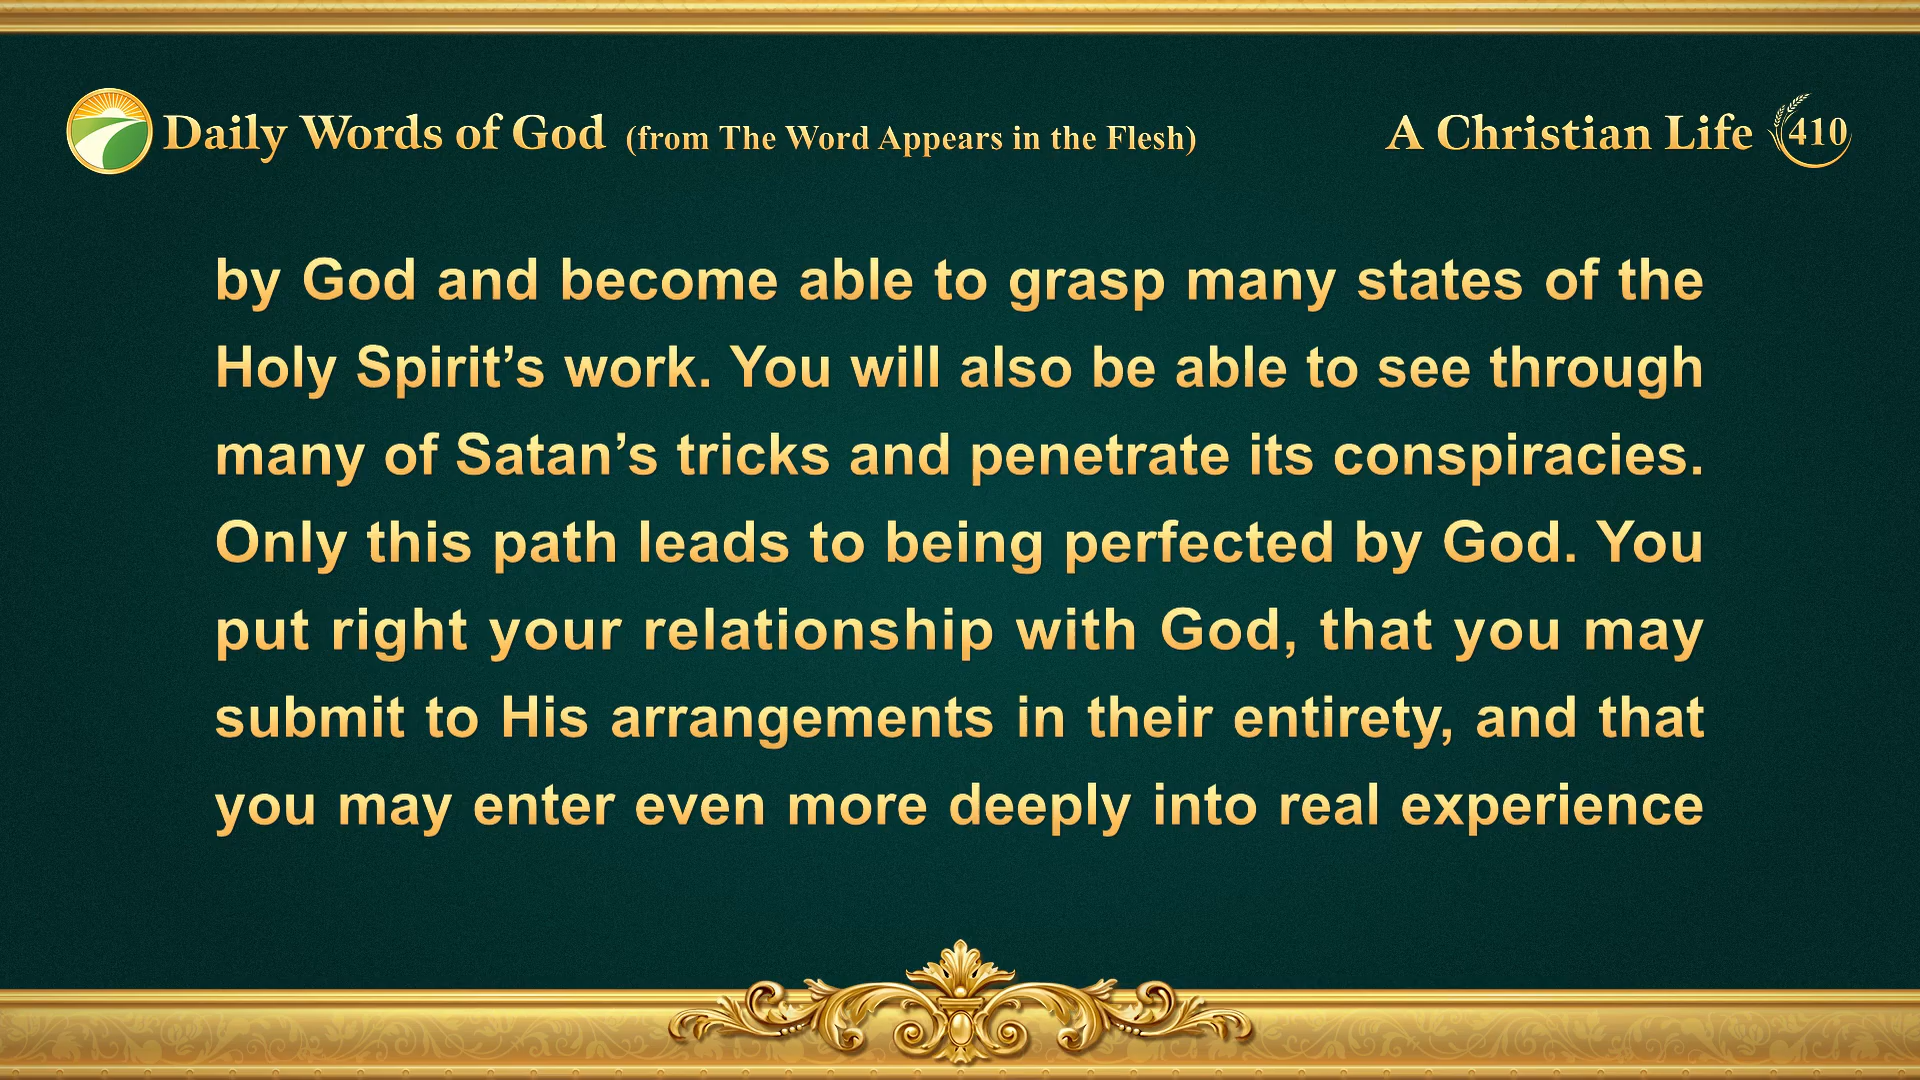 Daily Words of God (from The Word Appears in the Flesh)
A Christian Life 410
by God and become able to grasp many states of the
Holy Spirit’s work. You will also be able to see through
many of Satan’s tricks and penetrate its conspiracies.
Only this path leads to being perfected by God. You
put right your relationship with God, that you may
submit to His arrangements in their entirety, and that
you may enter even more deeply into real experience